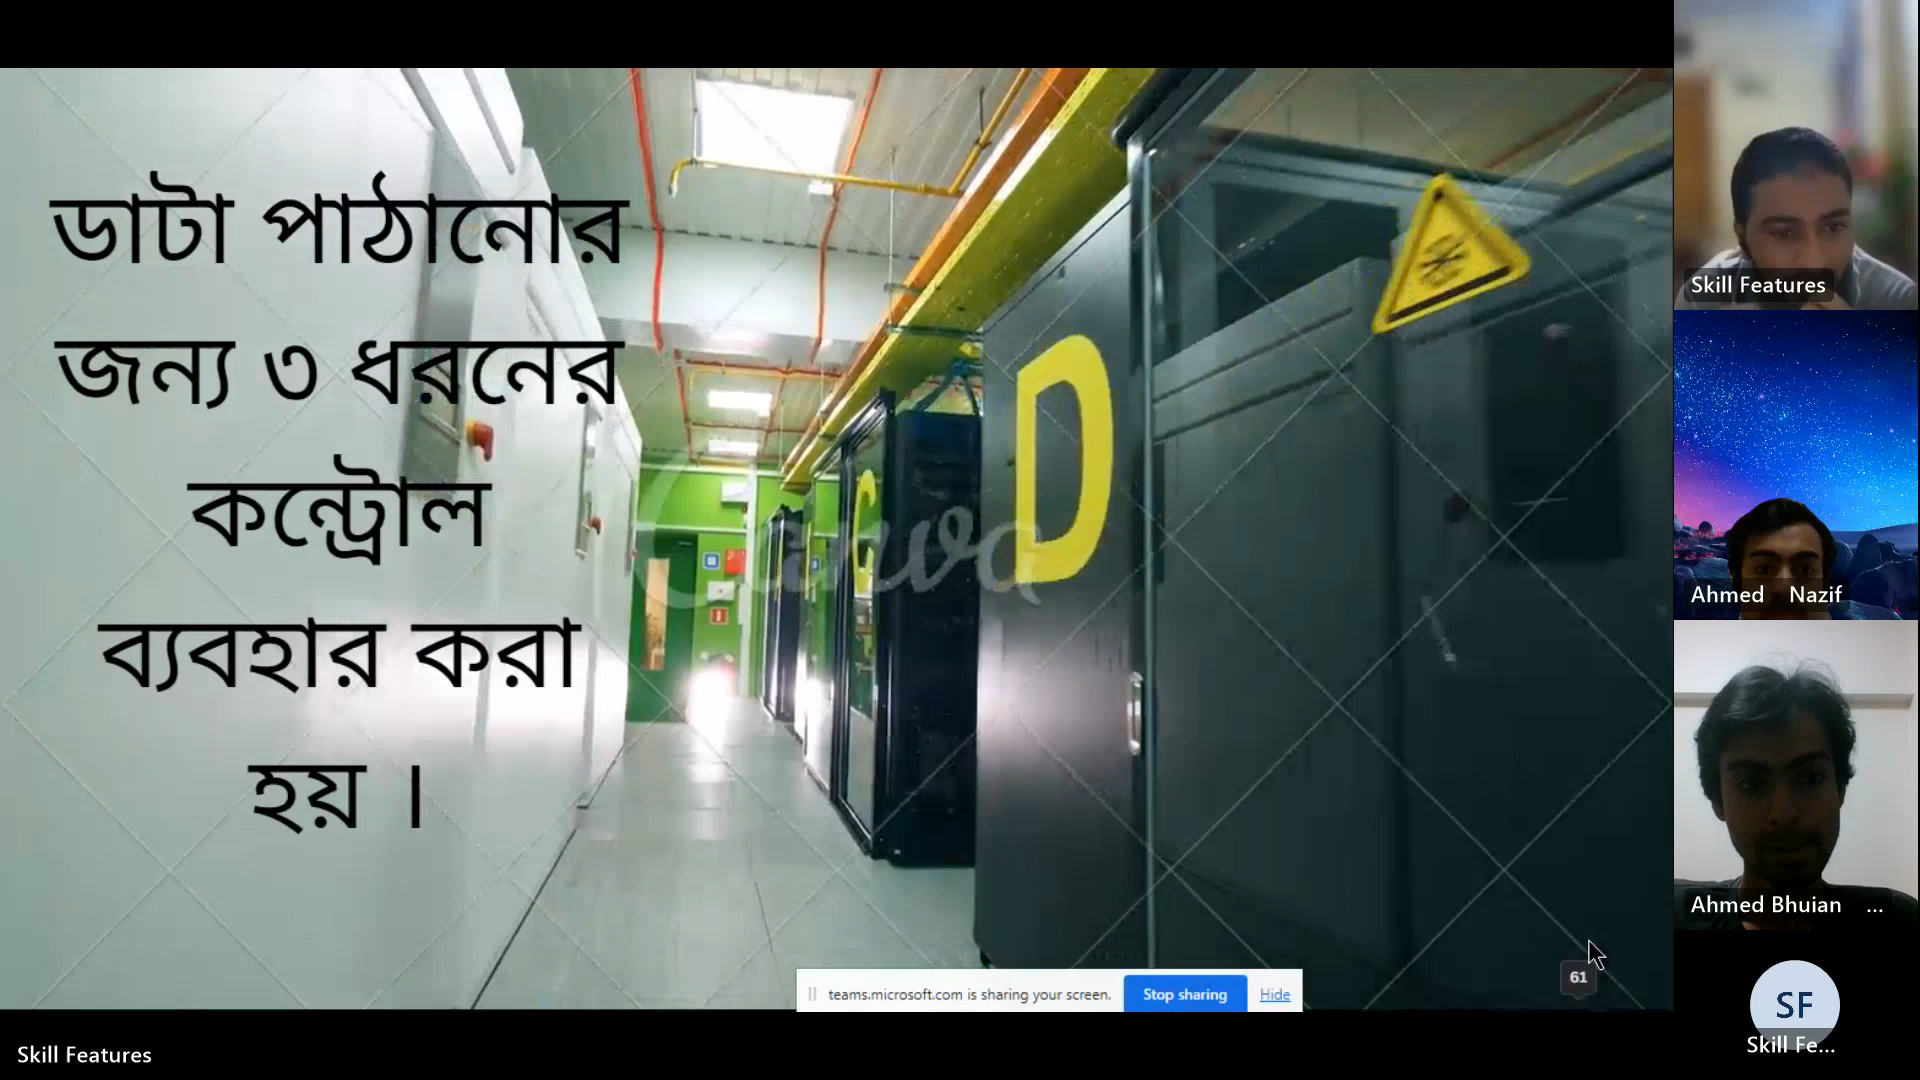 ডাটা পাঠানোর
জন্য ৩ ধরনের
কন্ট্রোল
ব্যবহার করা
হয় ।
Canva
C
D
teams.microsoft.com is sharing your screen.
Stop sharing
Hide
61
Skill Features
Skill Features
Ahmed Nazif
Ahmed Bhuian ...
SF
Skill Fe...